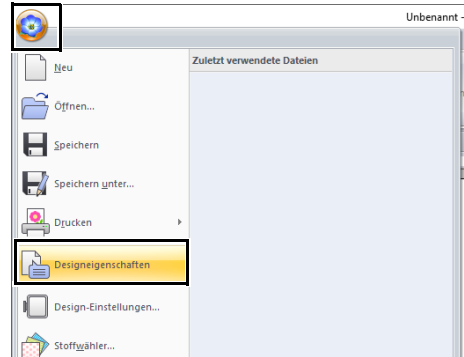 Unbenannt -
Zuletzt verwendete Dateien
Neu
Öffnen...
Speichern
Speichern unter...
Drucken
Designeigenschaften
Design-Einstellungen...
Stoffwähler...